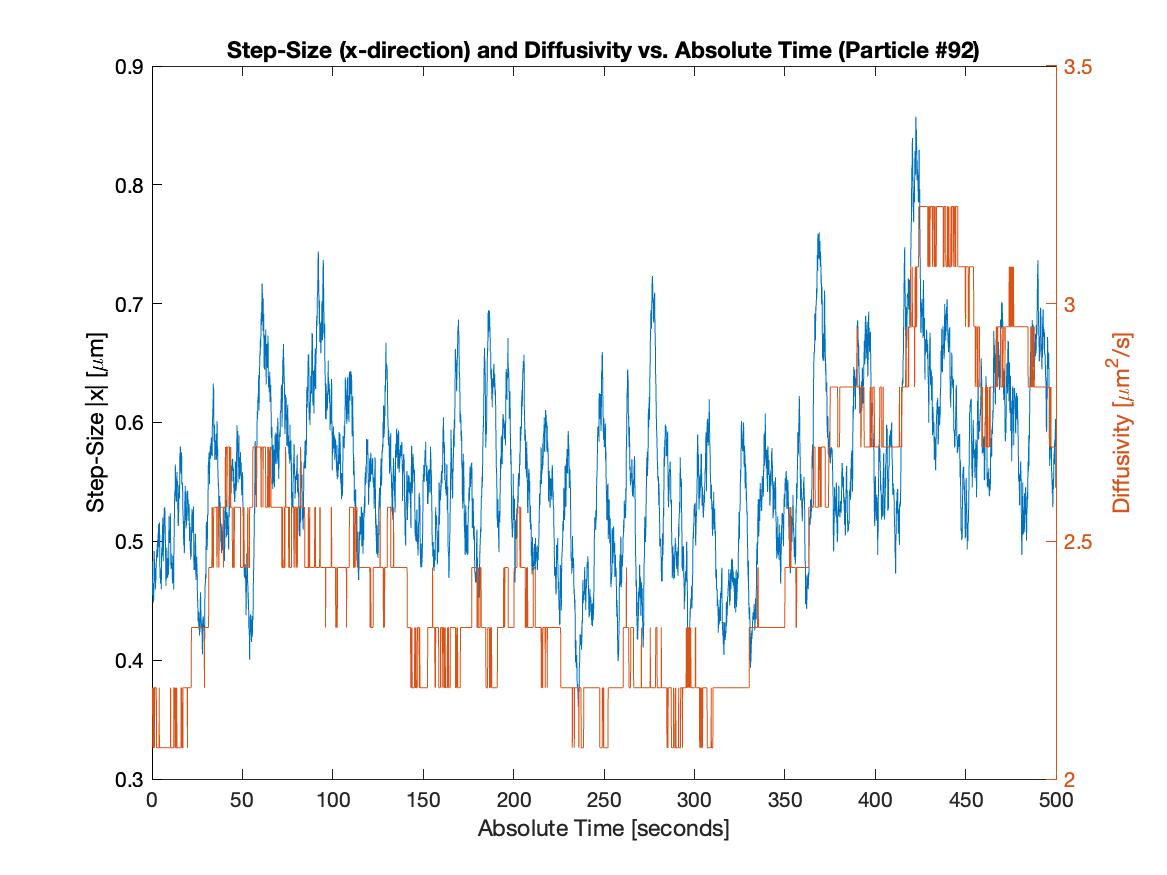 Step-Size (x-direction) and Diffusivity vs. Absolute Time (Particle #92)
0.9
0.8
0.7
0.6
0.5
0.4
0.3
Step-Size |x| [μm]
3.5
3
2.5
2
Diffusivity [μm²/s]
0 50 100 150 200 250 300 350 400 450 500
Absolute Time [seconds]